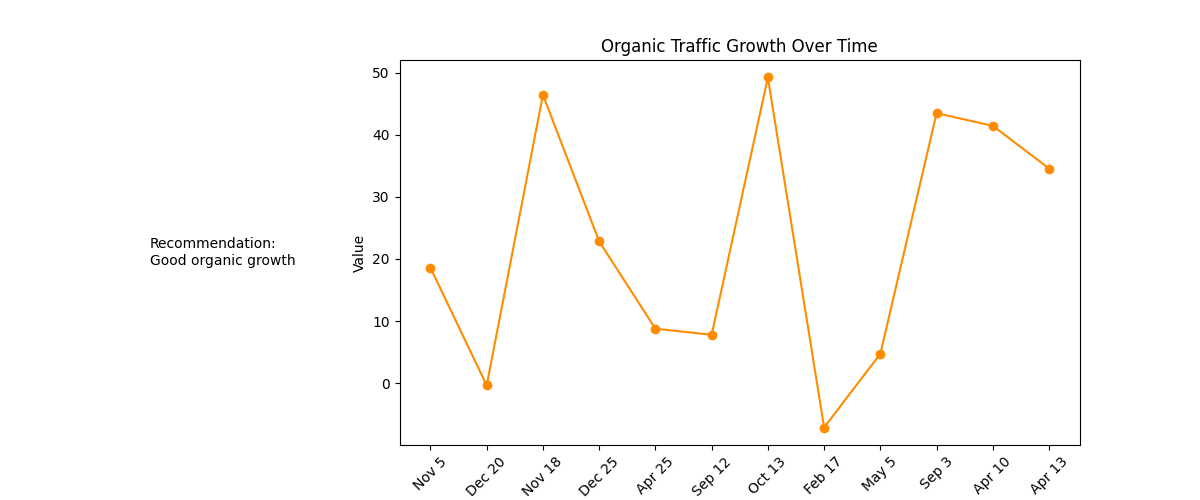 Organic Traffic Growth Over Time
Recommendation:
Good organic growth
Value
50
40
30
20
10
0
Nov 5
Dec 20
Nov 18
Dec 25
Apr 25
Sep 12
Oct 13
Feb 17
May 5
Sep 3
Apr 10
Apr 13